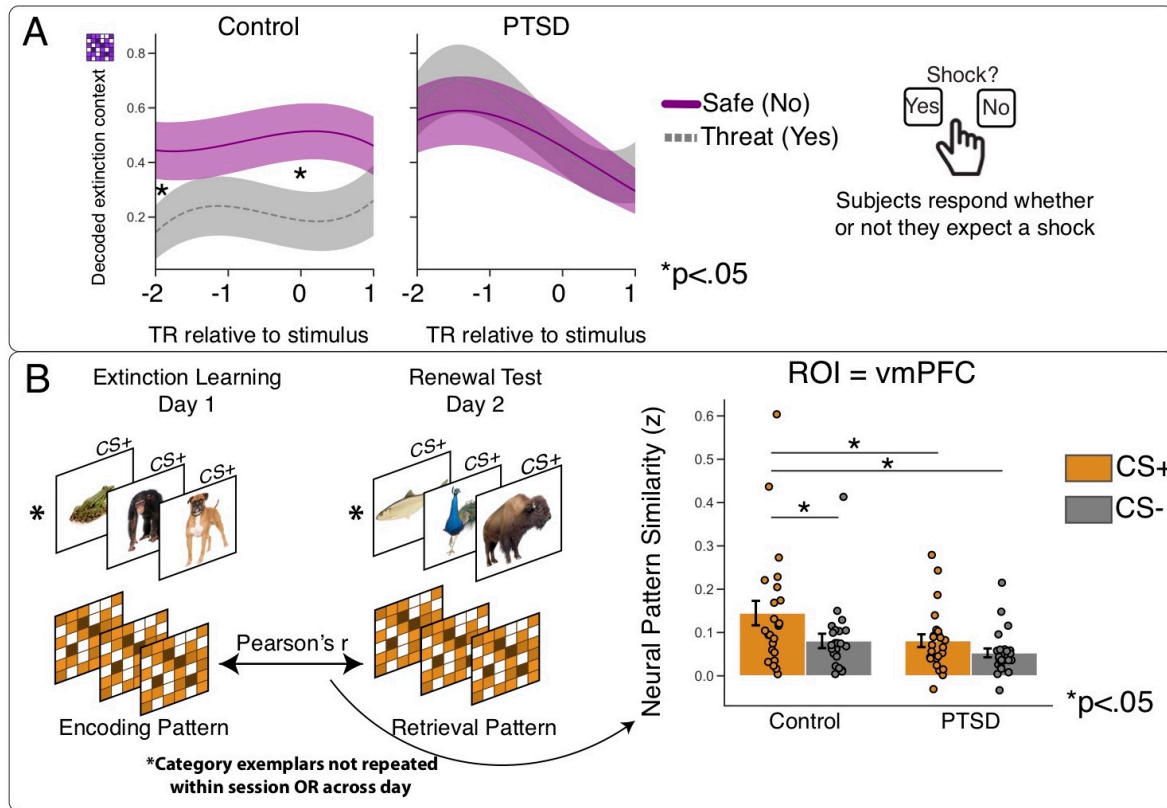 A
Control
PTSD
Decoded extinction context
0.8
0.6
0.4
0.2
*
*
-2 -1 0 1
-2 -1 0 1
TR relative to stimulus
TR relative to stimulus
Safe (No)
Threat (Yes)
*p<.05
Shock?
Yes
No
Subjects respond whether
or not they expect a shock
B
Extinction Learning
Day 1
CS+
CS+
CS+
*
Renewal Test
Day 2
CS+
CS+
CS+
*
Pearson's r
Encoding Pattern
Retrieval Pattern
*Category exemplars not repeated
within session OR across day
ROI = vmPFC
Neural Pattern Similarity (z)
0.6
0.5
0.4
0.3
0.2
0.1
0.0
*
*
*
Control
PTSD
CS+
CS-
*p<.05